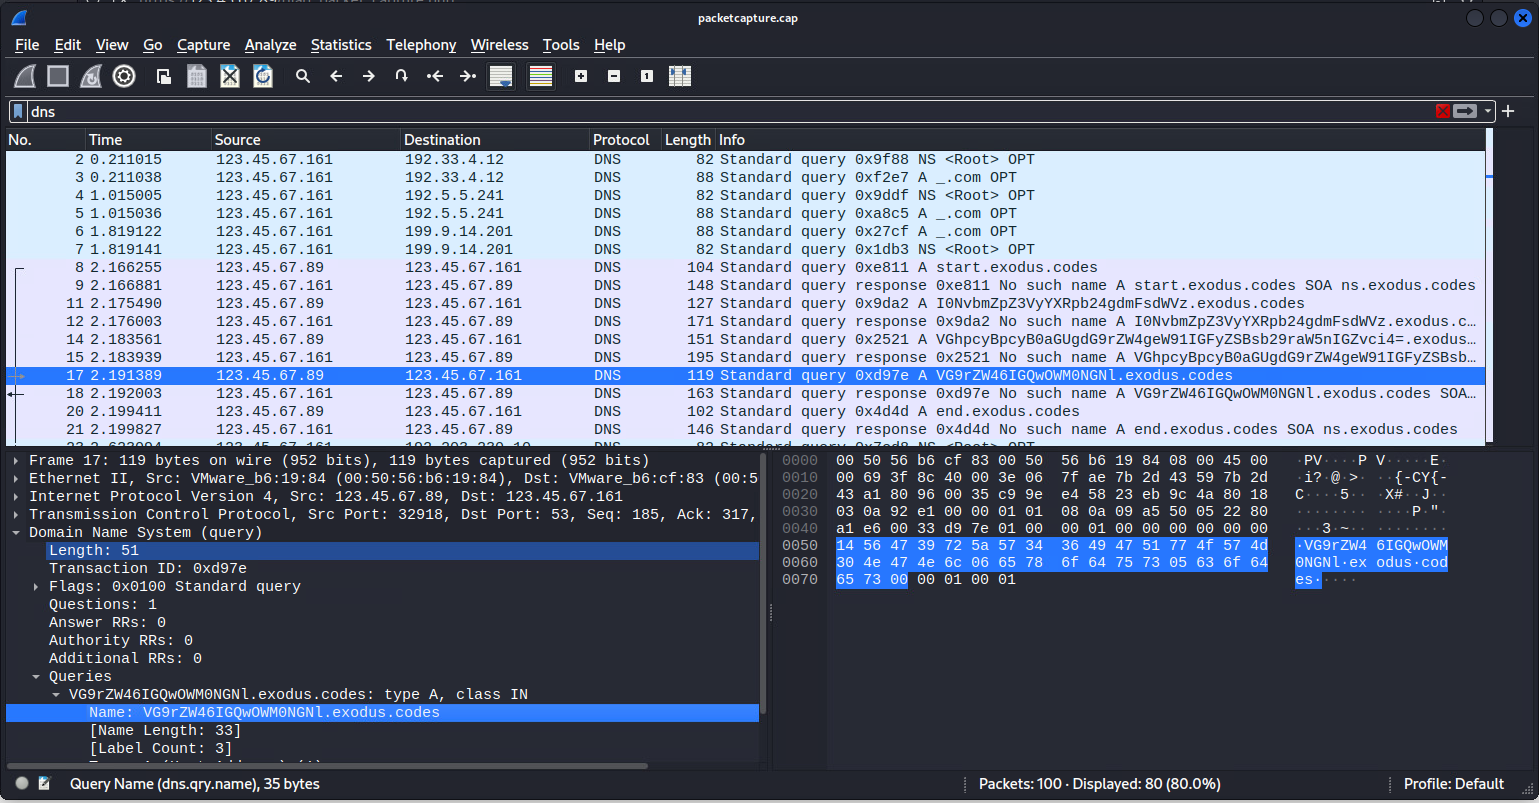 packetcapture.cap
File Edit View Go Capture Analyze Statistics Telephony Wireless Tools Help
dns
No. Time Source Destination Protocol Length Info
2 0.211015 123.45.67.161 192.33.4.12 DNS 82 Standard query 0x9f88 NS <Root> OPT
3 0.211038 123.45.67.161 192.33.4.12 DNS 88 Standard query 0xf2e7 A _.com OPT
4 1.015005 123.45.67.161 192.5.5.241 DNS 82 Standard query 0x9ddf NS <Root> OPT
5 1.015036 123.45.67.161 192.5.5.241 DNS 88 Standard query 0xa8c5 A _.com OPT
6 1.819122 123.45.67.161 199.9.14.201 DNS 88 Standard query 0x27cf A _.com OPT
7 1.819141 123.45.67.161 199.9.14.201 DNS 82 Standard query 0x1db3 NS <Root> OPT
8 2.166255 123.45.67.89 123.45.67.161 DNS 104 Standard query 0xe811 A start.exodus.codes
9 2.166881 123.45.67.161 123.45.67.89 DNS 148 Standard query response 0xe811 No such name A start.exodus.codes SOA ns.exodus.codes
11 2.175490 123.45.67.89 123.45.67.161 DNS 127 Standard query 0x9da2 A I0NvbmZpZ3VyYXRpb24gdmFsdWVz.exodus.codes
12 2.176003 123.45.67.161 123.45.67.89 DNS 171 Standard query response 0x9da2 No such name A I0NvbmZpZ3VyYXRpb24gdmFsdWVz.exodus.c…
14 2.183561 123.45.67.89 123.45.67.161 DNS 151 Standard query 0x2521 A VGhpcyBpcyB0aGUgdG9rZW4geW91IGFyZSBsb29raW5nIGZvci4=.exodus…
15 2.183939 123.45.67.161 123.45.67.89 DNS 195 Standard query response 0x2521 No such name A VGhpcyBpcyB0aGUgdG9rZW4geW91IGFyZSBsb…
17 2.191389 123.45.67.89 123.45.67.161 DNS 119 Standard query 0xd97e A VG9rZW46IGQwOWM0NGNl.exodus.codes
18 2.192003 123.45.67.161 123.45.67.89 DNS 163 Standard query response 0xd97e No such name A VG9rZW46IGQwOWM0NGNl.exodus.codes SOA…
20 2.199411 123.45.67.89 123.45.67.161 DNS 102 Standard query 0x4d4d A end.exodus.codes
21 2.199827 123.45.67.161 123.45.67.89 DNS 146 Standard query response 0x4d4d No such name A end.exodus.codes SOA ns.exodus.codes
Frame 17: 119 bytes on wire (952 bits), 119 bytes captured (952 bits)
Ethernet II, Src: VMware_b6:19:84 (00:50:56:b6:19:84), Dst: VMware_b6:cf:83 (00:5
Internet Protocol Version 4, Src: 123.45.67.89, Dst: 123.45.67.161
Transmission Control Protocol, Src Port: 32918, Dst Port: 53, Seq: 185, Ack: 317,
Domain Name System (query)
Length: 51
Transaction ID: 0xd97e
Flags: 0x0100 Standard query
Questions: 1
Answer RRs: 0
Authority RRs: 0
Additional RRs: 0
Queries
VG9rZW46IGQwOWM0NGNl.exodus.codes: type A, class IN
Name: VG9rZW46IGQwOWM0NGNl.exodus.codes
[Name Length: 33]
[Label Count: 3]
0000 00 50 56 b6 cf 83 00 50 56 b6 19 84 08 00 45 00 ·PV····P V·····E·
0010 00 69 3f 8c 40 00 3e 06 7f ae 7b 2d 43 59 7b 2d ·i?·@·>· ··{-CY{-
0020 43 a1 80 96 00 35 c9 9e e4 58 23 eb 9c 4a 80 18 C····5·· ·X#··J··
0030 03 0a 92 e1 00 00 01 01 08 0a 09 a5 50 05 22 80 ········ ····P·"·
0040 a1 e6 00 33 d9 7e 01 00 00 01 00 00 00 00 00 00 ···3·~·· ········
0050 14 56 47 39 72 5a 57 34 36 49 47 51 77 4f 57 4d ·VG9rZW4 6IGQwOWM
0060 30 4e 47 4e 6c 06 65 78 6f 64 75 73 05 63 6f 64 0NGNl·ex odus·cod
0070 65 73 00 00 01 00 01 es·····
Query Name (dns.qry.name), 35 bytes
Packets: 100 · Displayed: 80 (80.0%)
Profile: Default